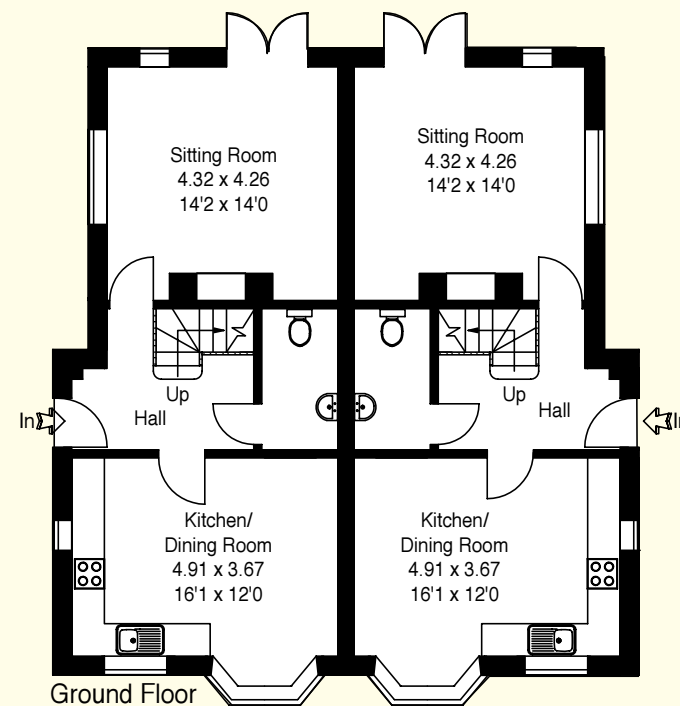 Sitting Room
4.32 x 4.26
14'2 x 14'0
Sitting Room
4.32 x 4.26
14'2 x 14'0
Up
Hall
In
Up
Hall
In
Kitchen/
Dining Room
4.91 x 3.67
16'1 x 12'0
Kitchen/
Dining Room
4.91 x 3.67
16'1 x 12'0
Ground Floor